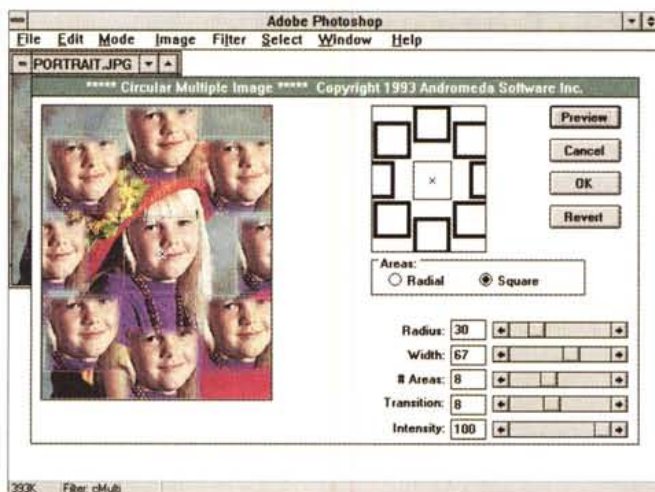 Adobe Photoshop
File Edit Mode Image Filter Select Window Help
PORTRAIT.JPG
***** Circular Multiple Image ***** Copyright 1993 Andromeda Software Inc.
Preview
Cancel
OK
Revert
Areas:
Radial Square
Radius: 30
Width: 67
# Areas: 8
Transition: 8
Intensity: 100
393K Filter: cMulti